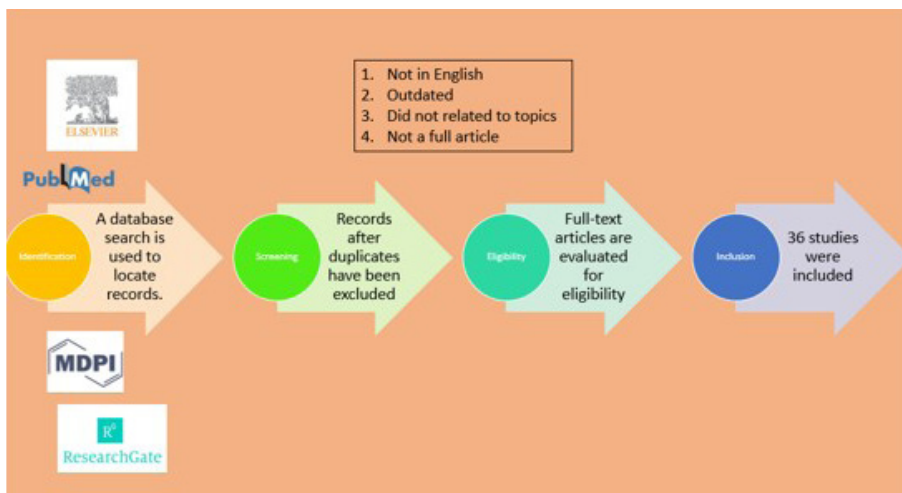 ELSEVIER
PubMed
1. Not in English
2. Outdated
3. Did not related to topics
4. Not a full article
Identification
A database
search is
used to
locate
records.
Screening
Records
after
duplicates
have been
excluded
Eligibility
Full-text
articles are
evaluated
for
eligibility
Inclusion
36 studies
were
included
MDPI
RG
ResearchGate